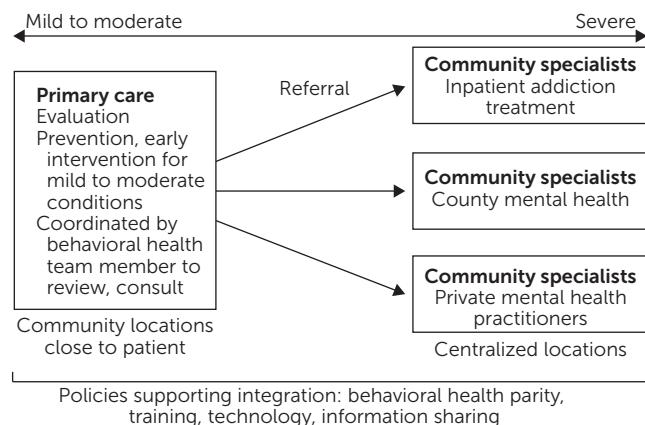 Mild to moderate
Severe
Primary care
Evaluation
Prevention, early
intervention for
mild to moderate
conditions
Coordinated by
behavioral health
team member to
review, consult
Community locations
close to patient
Referral
Community specialists
Inpatient addiction
treatment
Community specialists
County mental health
Community specialists
Private mental health
practitioners
Centralized locations
Policies supporting integration: behavioral health parity,
training, technology, information sharing